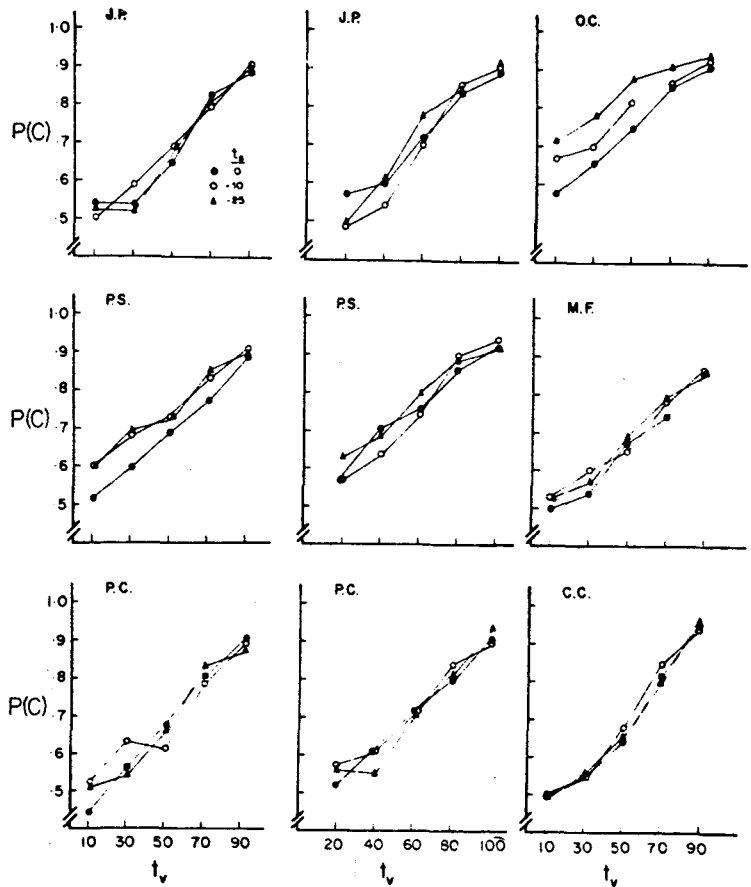 J.P. J.P. O.C.
1.0
.9
.8
P(C)
.7
.6
.5
t_a
● 0
○ -10
▲ -25
P.S. P.S. M.F.
1.0
.9
.8
P(C)
.7
.6
.5
P.C. P.C. C.C.
1.0
.9
.8
P(C)
.7
.6
.5
10 30 50 70 90 20 40 60 80 100 10 30 50 70 90
t_v t_v t_v